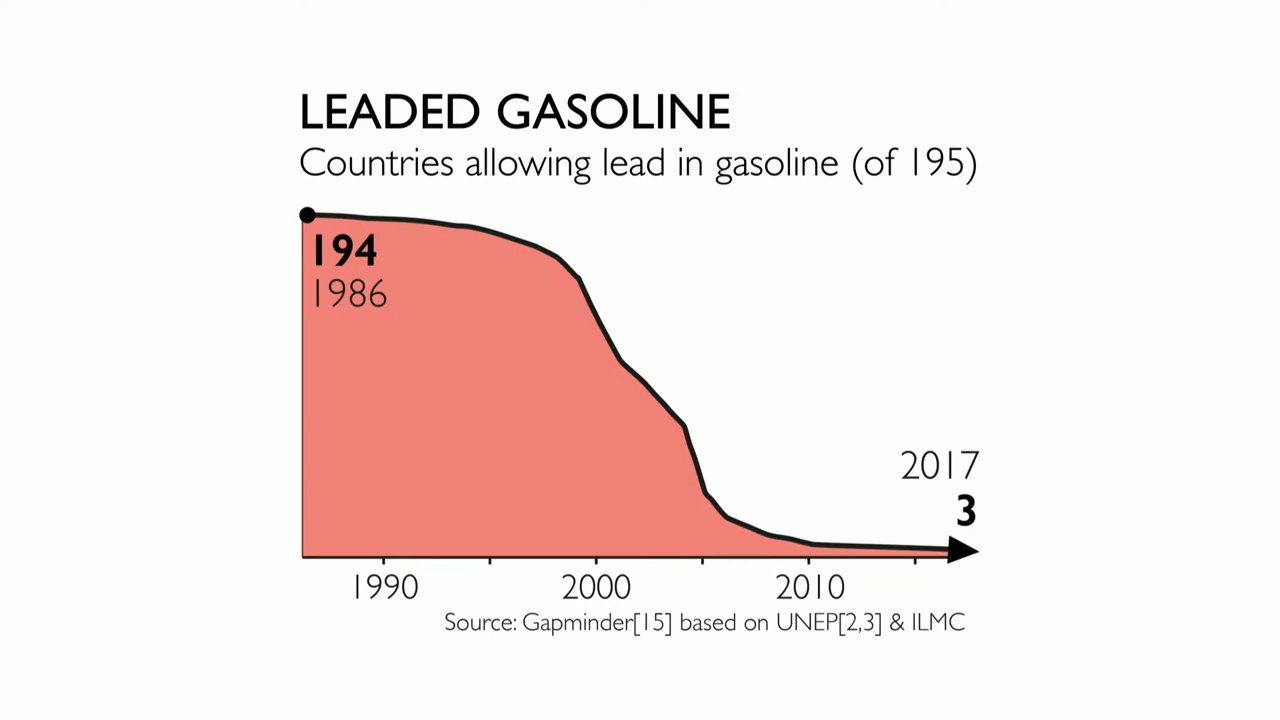 LEADED GASOLINE
Countries allowing lead in gasoline (of 195)
194
1986
2017
3
1990 2000 2010
Source: Gapminder[15] based on UNEP[2,3] & ILMC